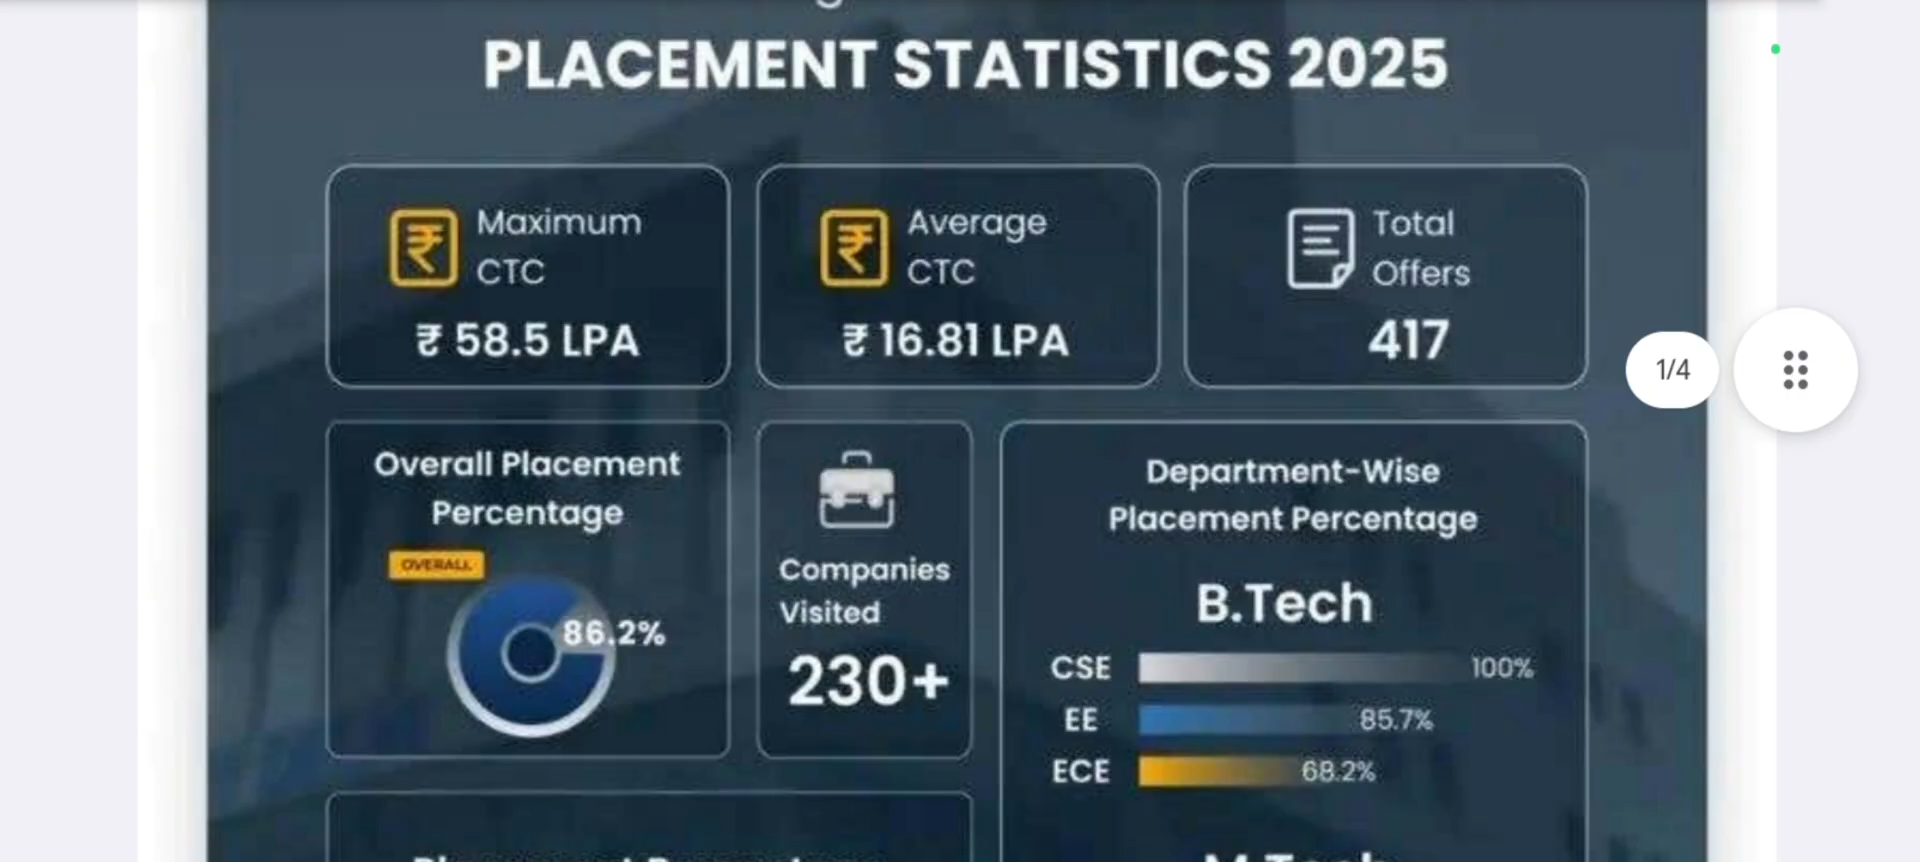 PLACEMENT STATISTICS 2025
Maximum
CTC
₹ 58.5 LPA
Average
CTC
₹ 16.81 LPA
Total
Offers
417
1/4
Overall Placement
Percentage
OVERALL
86.2%
Companies
Visited
230+
Department-Wise
Placement Percentage
B.Tech
CSE 100%
EE 85.7%
ECE 68.2%